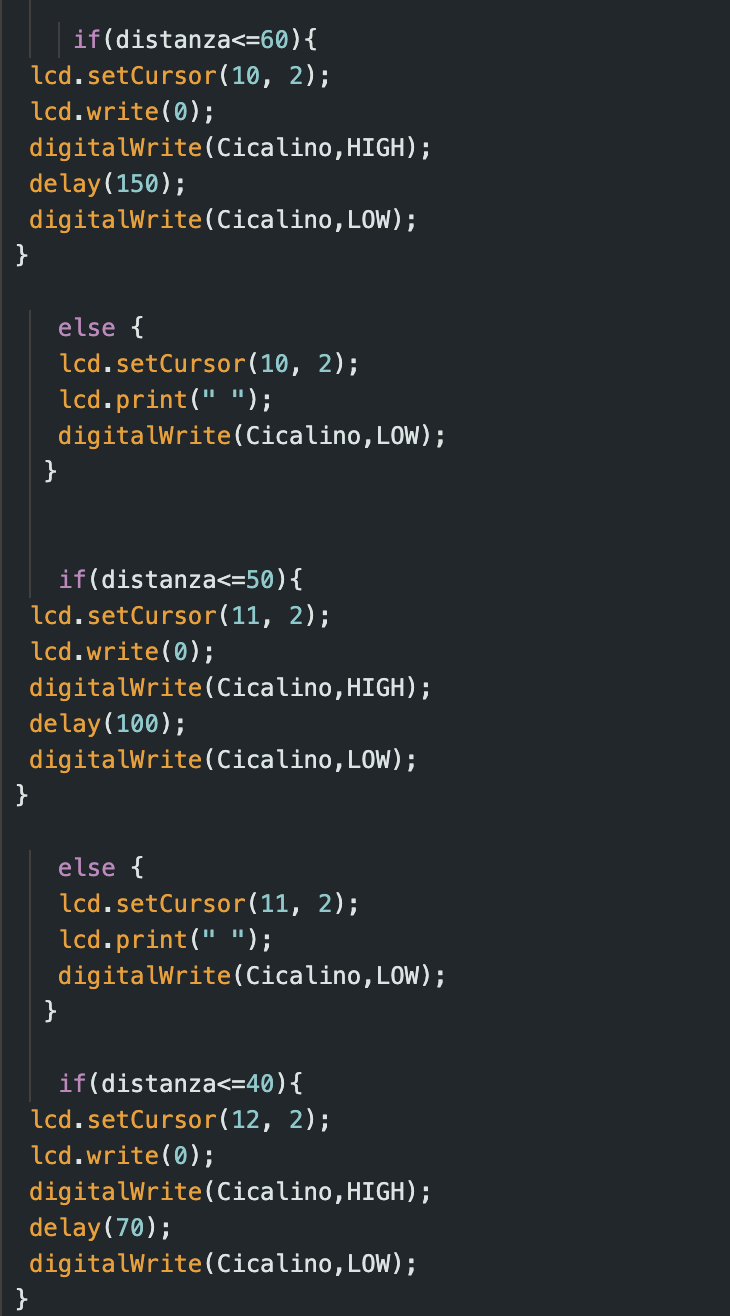 if(distanza<=60){
lcd.setCursor(10, 2);
lcd.write(0);
digitalWrite(Cicalino,HIGH);
delay(150);
digitalWrite(Cicalino,LOW);
}
else {
lcd.setCursor(10, 2);
lcd.print(" ");
digitalWrite(Cicalino,LOW);
}
if(distanza<=50){
lcd.setCursor(11, 2);
lcd.write(0);
digitalWrite(Cicalino,HIGH);
delay(100);
digitalWrite(Cicalino,LOW);
}
else {
lcd.setCursor(11, 2);
lcd.print(" ");
digitalWrite(Cicalino,LOW);
}
if(distanza<=40){
lcd.setCursor(12, 2);
lcd.write(0);
digitalWrite(Cicalino,HIGH);
delay(70);
digitalWrite(Cicalino,LOW);
}